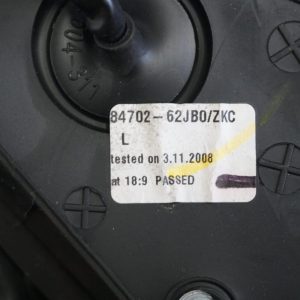 84702-62JB0/ZKC
L
tested on 3.11.2008
at 18:9 PASSED